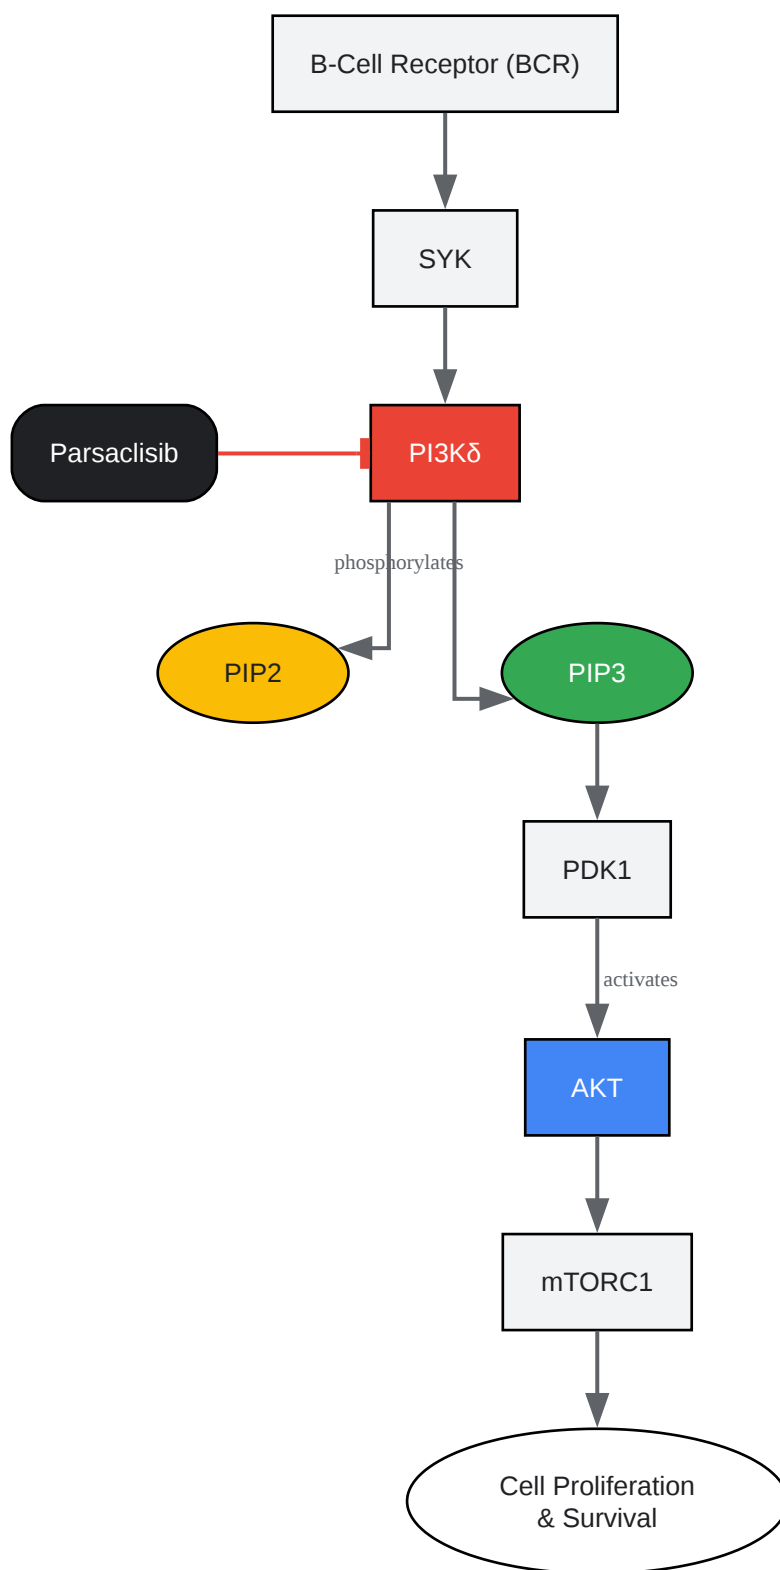 B-Cell Receptor (BCR)
SYK
Parsaclisib
PI3Kδ
phosphorylates
PIP2
PIP3
PDK1
activates
AKT
mTORC1
Cell Proliferation
& Survival